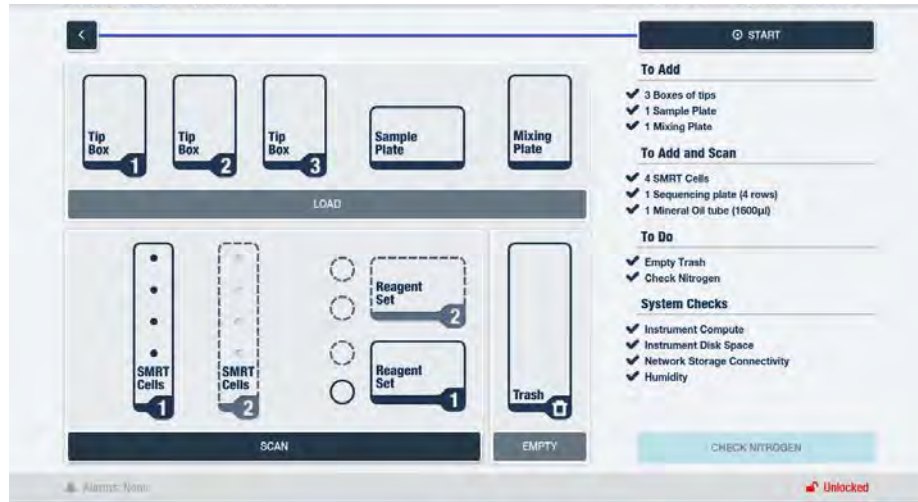 START
Tip
Box
1
Tip
Box
2
Tip
Box
3
Sample
Plate
Mixing
Plate
LOAD
SMRT
Cells
1
SMRT
Cells
2
Reagent
Set
2
Reagent
Set
1
Trash
SCAN
EMPTY
To Add
3 Boxes of tips
1 Sample Plate
1 Mixing Plate
To Add and Scan
4 SMRT Cells
1 Sequencing plate (4 rows)
1 Mineral Oil tube (1600µl)
To Do
Empty Trash
Check Nitrogen
System Checks
Instrument Compute
Instrument Disk Space
Network Storage Connectivity
Humidity
CHECK NITROGEN
Alarms: None
Unlocked